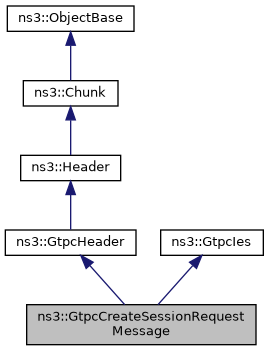 ns3::ObjectBase
ns3::Chunk
ns3::Header
ns3::GtpcHeader
ns3::GtpcIes
ns3::GtpcCreateSessionRequest
Message